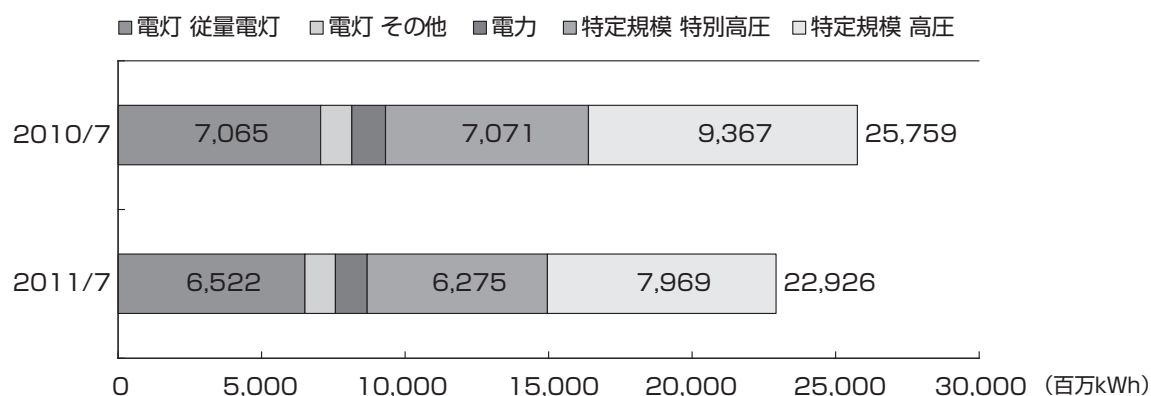 ■電灯 従量電灯 □電灯 その他 ■電力 ■特定規模 特別高圧 □特定規模 高圧
2010/7 7,065 7,071 9,367 25,759
2011/7 6,522 6,275 7,969 22,926
0 5,000 10,000 15,000 20,000 25,000 30,000 (百万kWh)